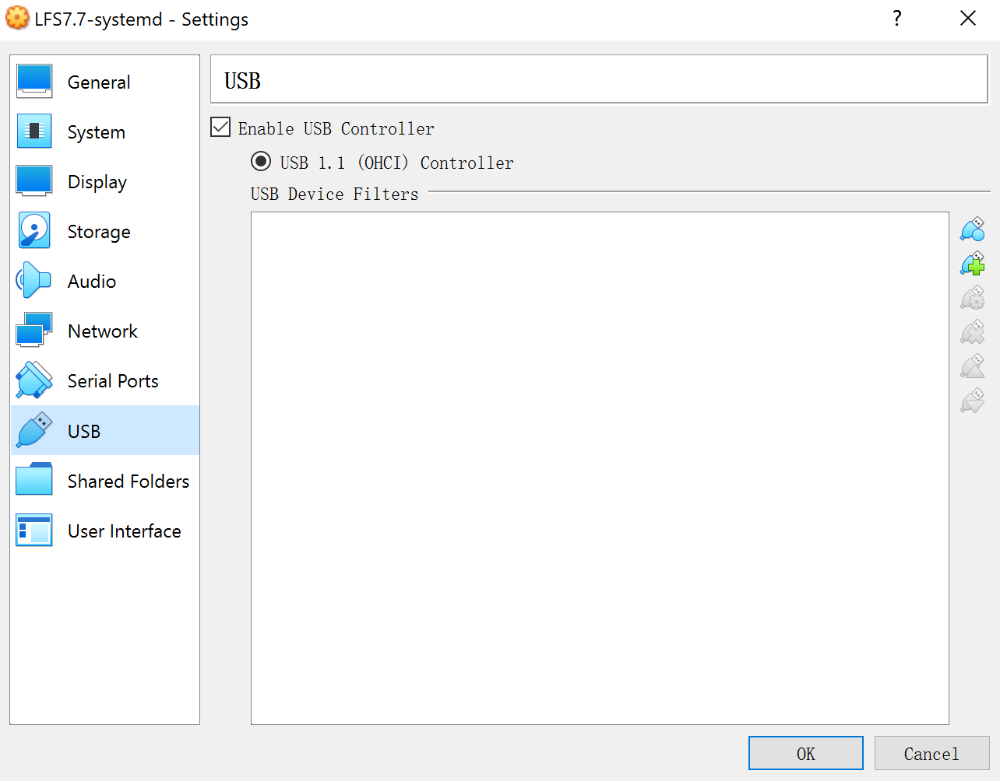 LFS7.7-systemd - Settings
?
General
System
Display
Storage
Audio
Network
Serial Ports
USB
Shared Folders
User Interface
USB
Enable USB Controller
USB 1.1 (OHCI) Controller
USB Device Filters
OK
Cancel